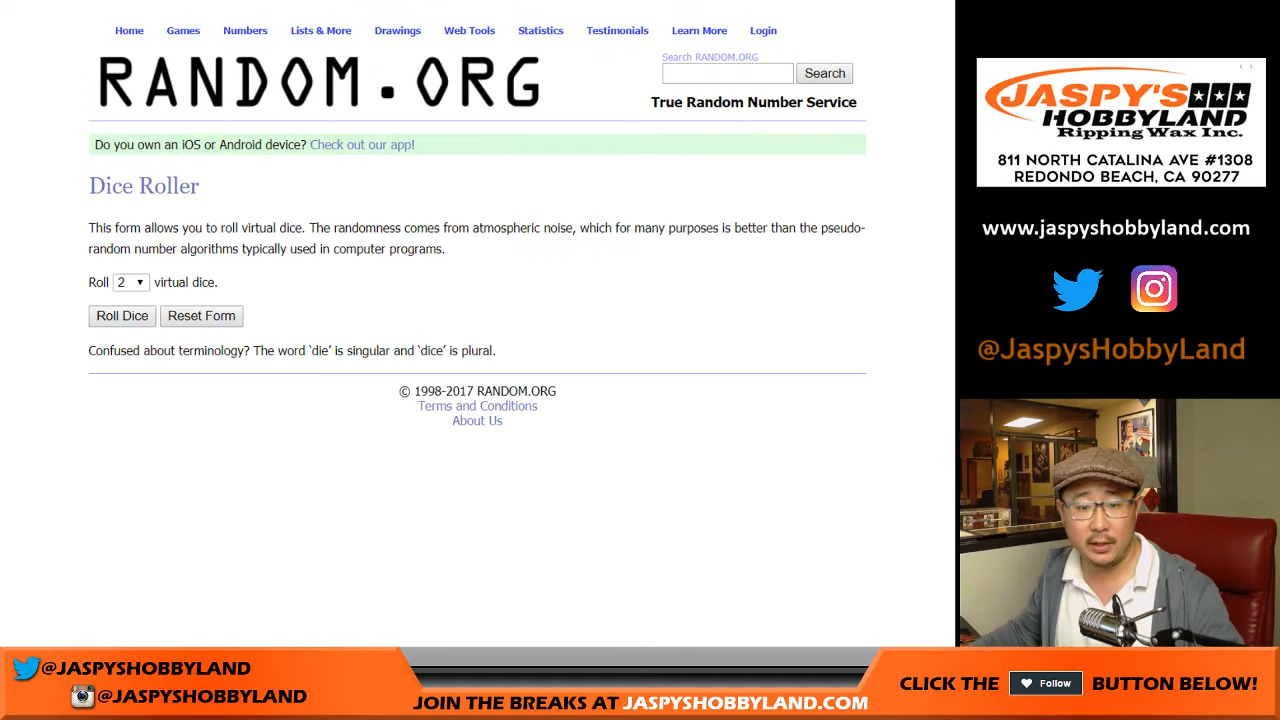 Home Games Numbers Lists & More Drawings Web Tools Statistics Testimonials Learn More Login
RANDOM.ORG
Search RANDOM.ORG
Search
True Random Number Service
Do you own an iOS or Android device? Check out our app!
Dice Roller
This form allows you to roll virtual dice. The randomness comes from atmospheric noise, which for many purposes is better than the pseudo-
random number algorithms typically used in computer programs.
Roll 2 virtual dice.
Roll Dice Reset Form
Confused about terminology? The word ‘die’ is singular and ‘dice’ is plural.
© 1998-2017 RANDOM.ORG
Terms and Conditions
About Us
JASPY'S
HOBBYLAND
Ripping Wax Inc.
811 NORTH CATALINA AVE #1308
REDONDO BEACH, CA 90277
www.jaspyshobbyland.com
@JaspysHobbyLand
@JASPYSHOBBYLAND
@JASPYSHOBBYLAND
JOIN THE BREAKS AT JASPYSHOBBYLAND.COM
CLICK THE Follow BUTTON BELOW!